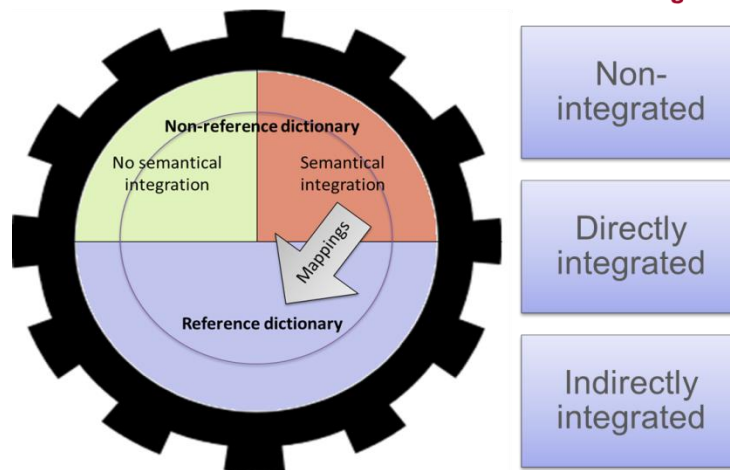 Non-reference dictionary
No semantical
integration
Semantical
integration
Mappings
Reference dictionary
Non-
integrated
Directly
integrated
Indirectly
integrated